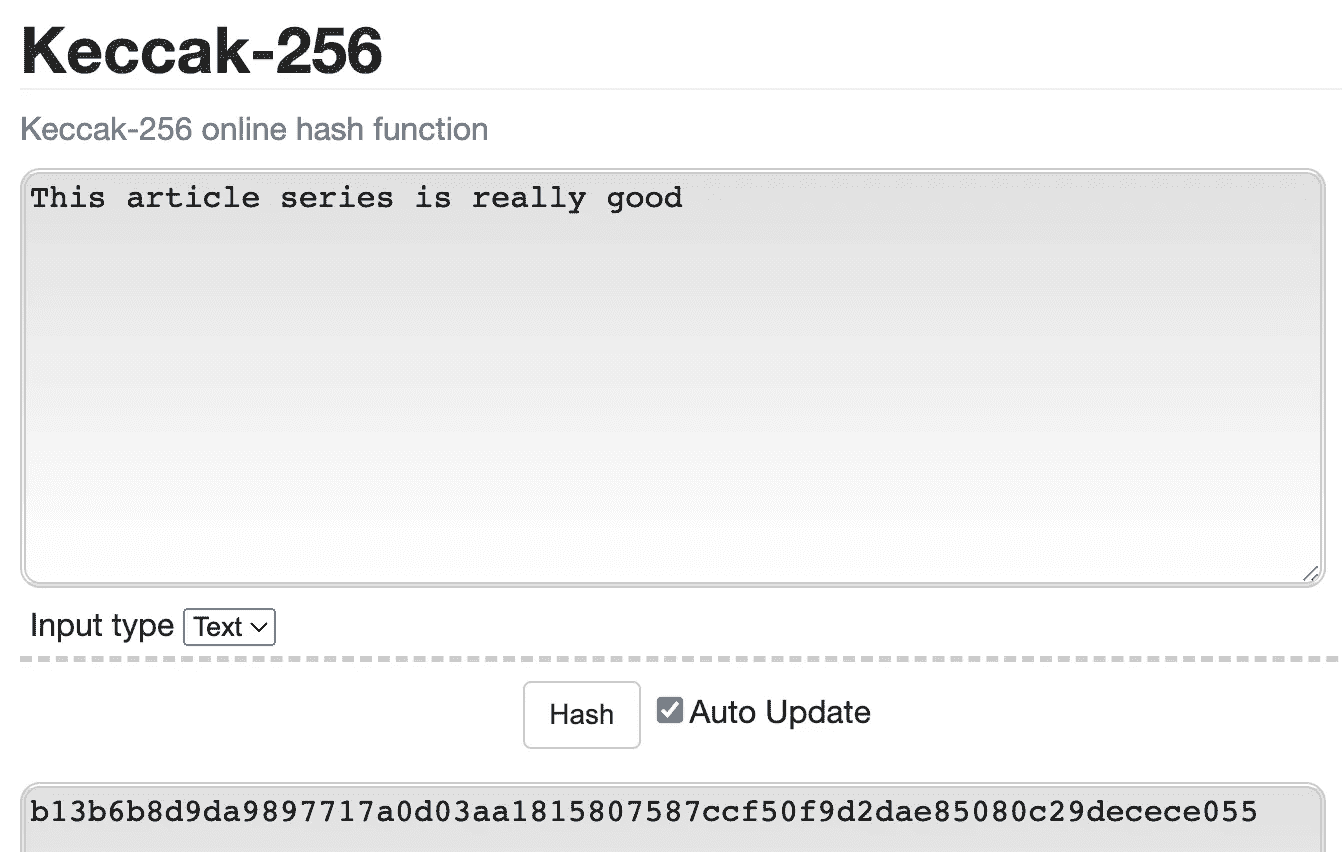 Keccak-256
Keccak-256 online hash function
This article series is really good
Input type Text
Hash Auto Update
b13b6b8d9da9897717a0d03aa1815807587ccf50f9d2dae85080c29decece055